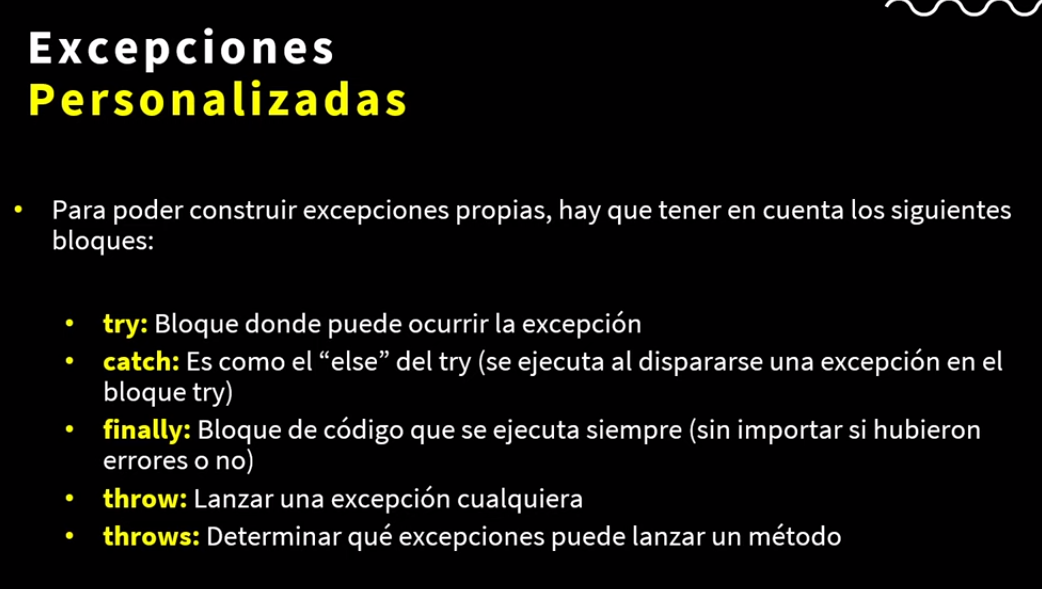 Excepciones
Personalizadas
• Para poder construir excepciones propias, hay que tener en cuenta los siguientes
bloques:
• try: Bloque donde puede ocurrir la excepción
• catch: Es como el “else” del try (se ejecuta al dispararse una excepción en el
bloque try)
• finally: Bloque de código que se ejecuta siempre (sin importar si hubieron
errores o no)
• throw: Lanzar una excepción cualquiera
• throws: Determinar qué excepciones puede lanzar un método